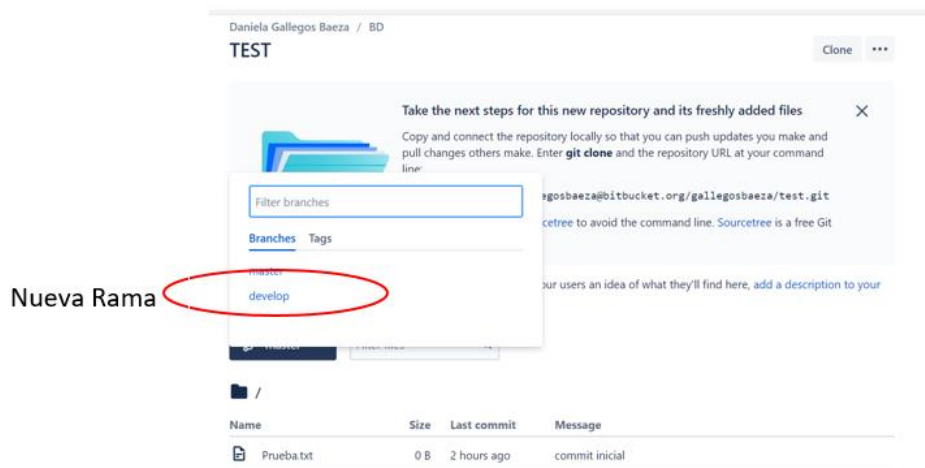 Daniela Gallegos Baeza / BD
TEST
Clone
Take the next steps for this new repository and its freshly added files
Copy and connect the repository locally so that you can push updates you make and
pull changes others make. Enter git clone and the repository URL at your command
line:
egosbaeza@bitbucket.org/gallegosbaeza/test.git
cetree to avoid the command line. Sourcetree is a free Git
Filter branches
Branches Tags
master
Nueva Rama
develop
our users an idea of what they'll find here, add a description to your
master
Filter files
/
Name Size Last commit Message
Prueba.txt 0 B 2 hours ago commit inicial